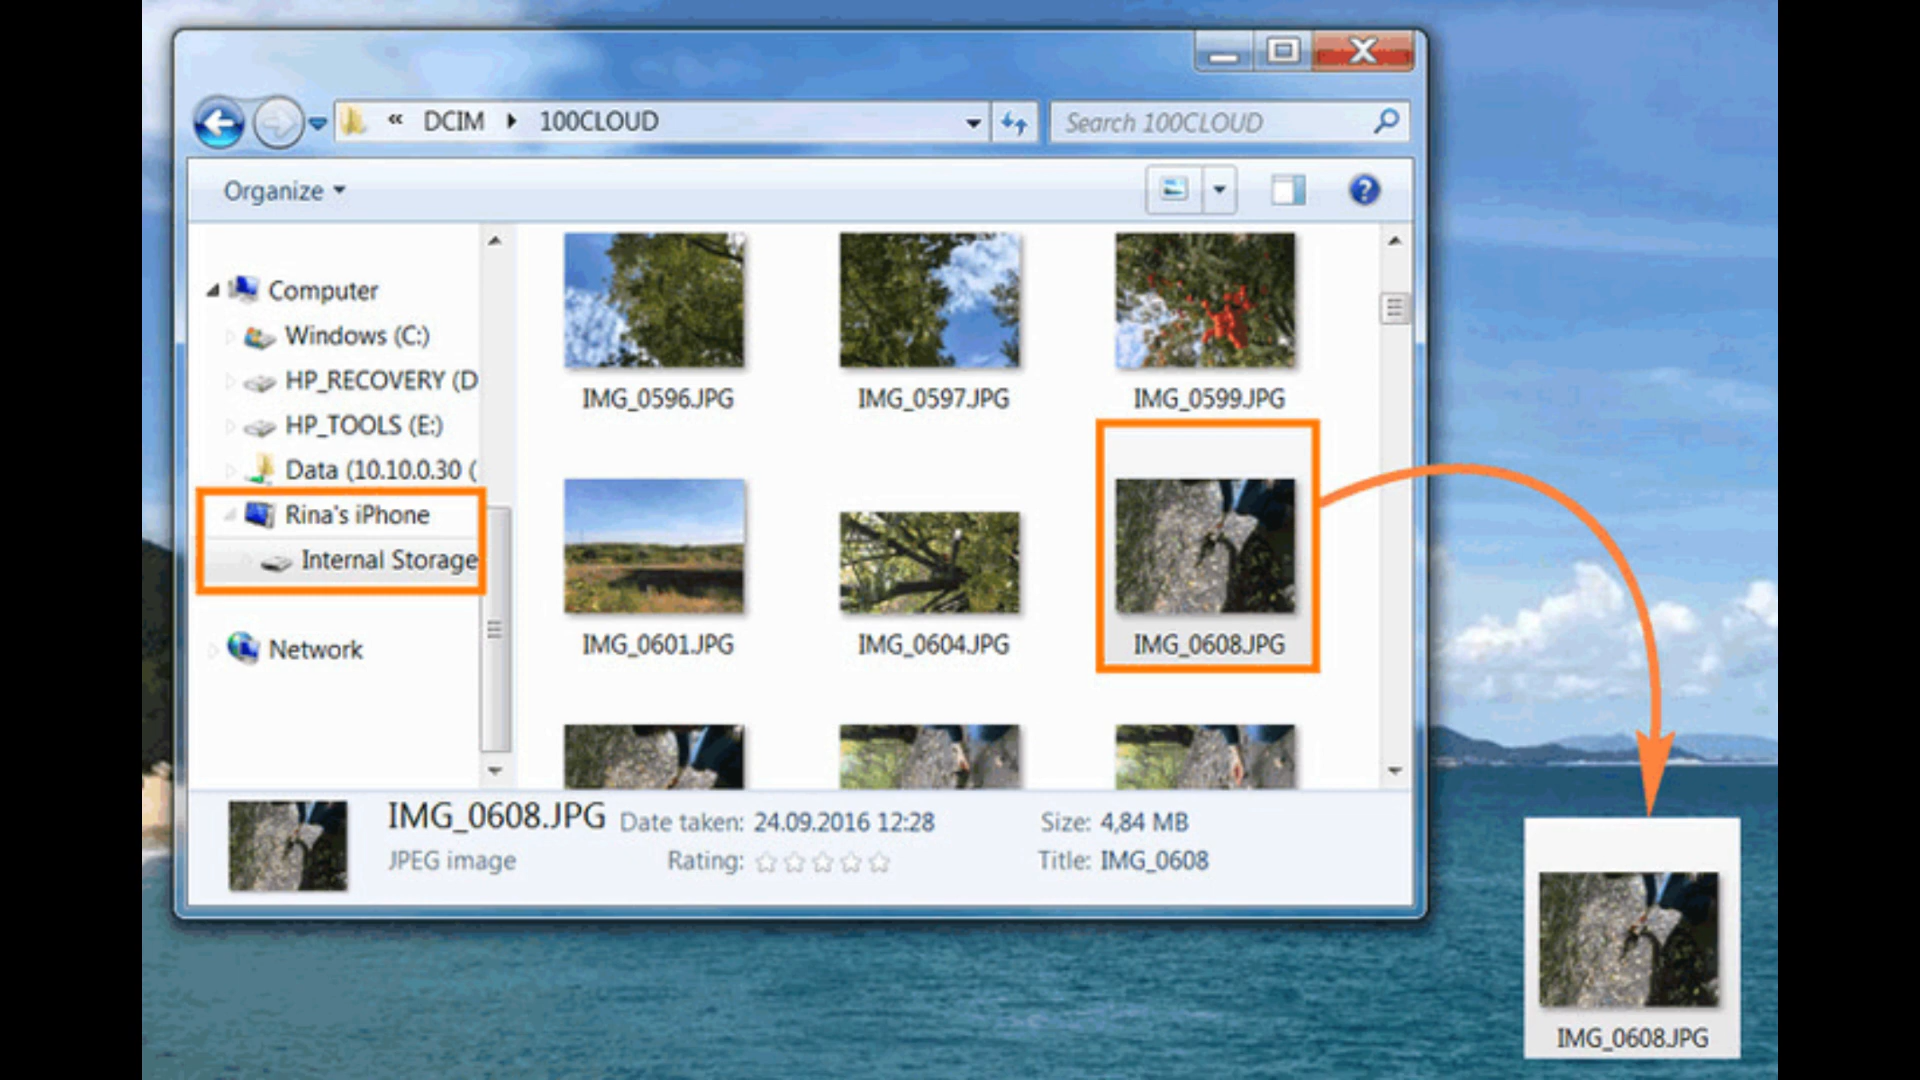 « DCIM 100CLOUD
Search 100CLOUD
Organize
Computer
Windows (C:)
HP_RECOVERY (D
HP_TOOLS (E:)
Data (10.10.0.30 (
Rina's iPhone
Internal Storage
Network
IMG_0596.JPG
IMG_0597.JPG
IMG_0599.JPG
IMG_0601.JPG
IMG_0604.JPG
IMG_0608.JPG
IMG_0608.JPG Date taken: 24.09.2016 12:28 Size: 4,84 MB
JPEG image Rating: Title: IMG_0608
IMG_0608.JPG